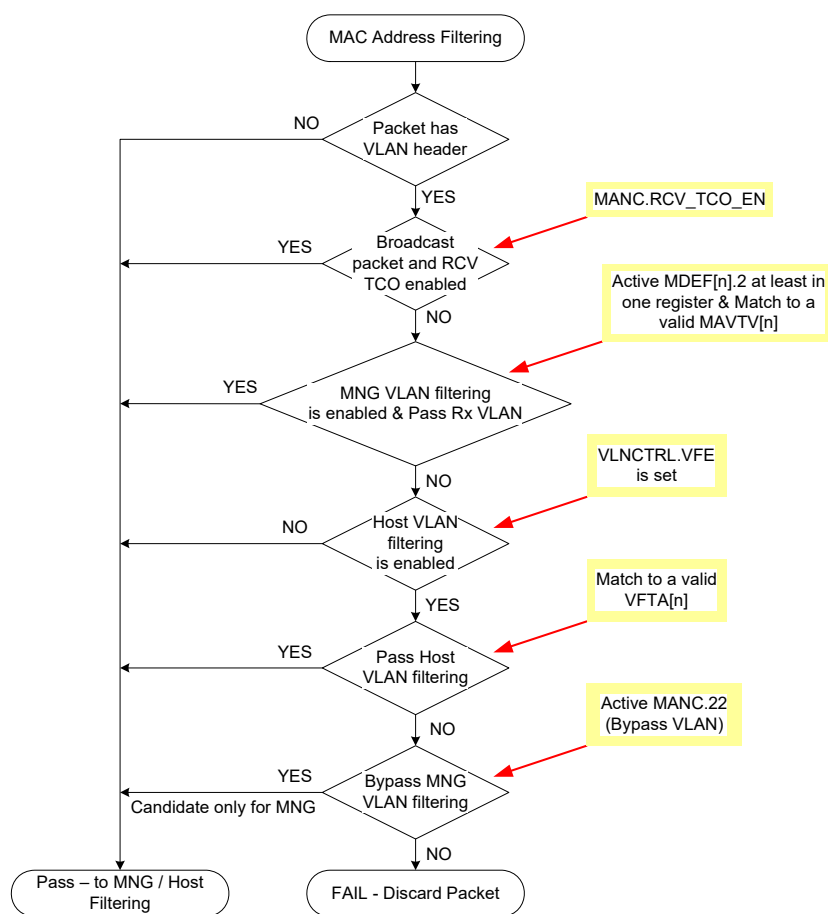 MAC Address Filtering
NO
Packet has
VLAN header
YES
MANC.RCV_TCO_EN
YES
Broadcast
packet and RCV
TCO enabled
NO
Active MDEF[n].2 at least in
one register & Match to a
valid MAVTV[n]
YES
MNG VLAN filtering
is enabled & Pass Rx VLAN
NO
VLNCTRL.VFE
is set
NO
Host VLAN
filtering
is enabled
YES
Match to a valid
VFTA[n]
YES
Pass Host
VLAN filtering
NO
Active MANC.22
(Bypass VLAN)
YES
Bypass MNG
VLAN filtering
Candidate only for MNG
NO
Pass – to MNG / Host
Filtering
FAIL - Discard Packet